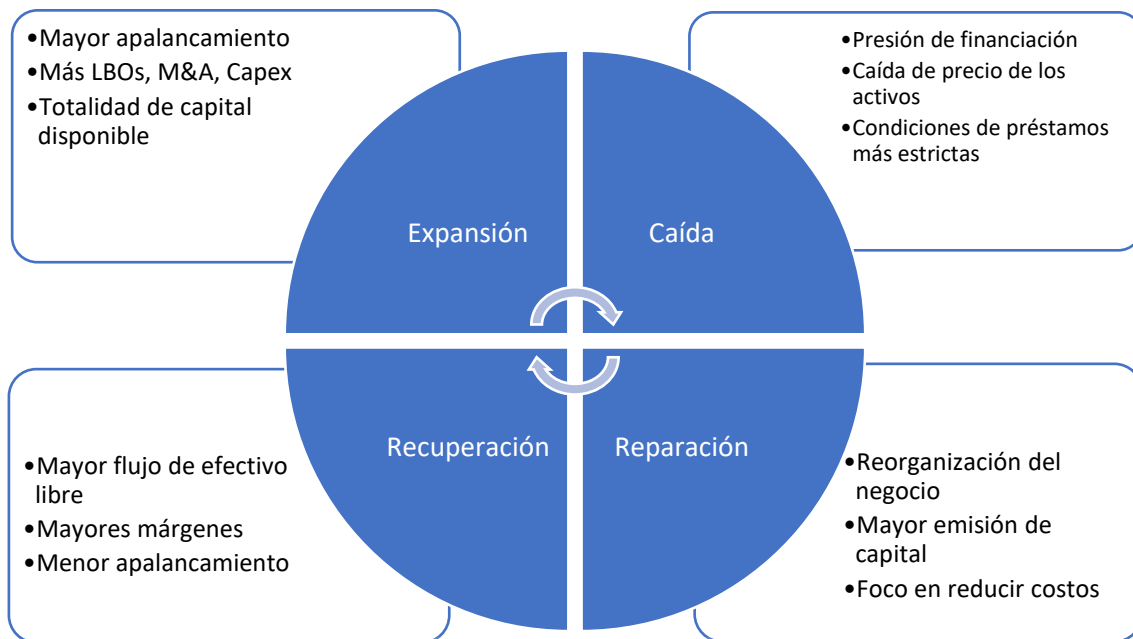 •Mayor apalancamiento
•Más LBOs, M&A, Capex
•Totalidad de capital
disponible
•Presión de financiación
•Caída de precio de los
activos
•Condiciones de préstamos
más estrictas
Expansión
Caída
Recuperación
Reparación
•Mayor flujo de efectivo
libre
•Mayores márgenes
•Menor apalancamiento
•Reorganización del
negocio
•Mayor emisión de
capital
•Foco en reducir costos